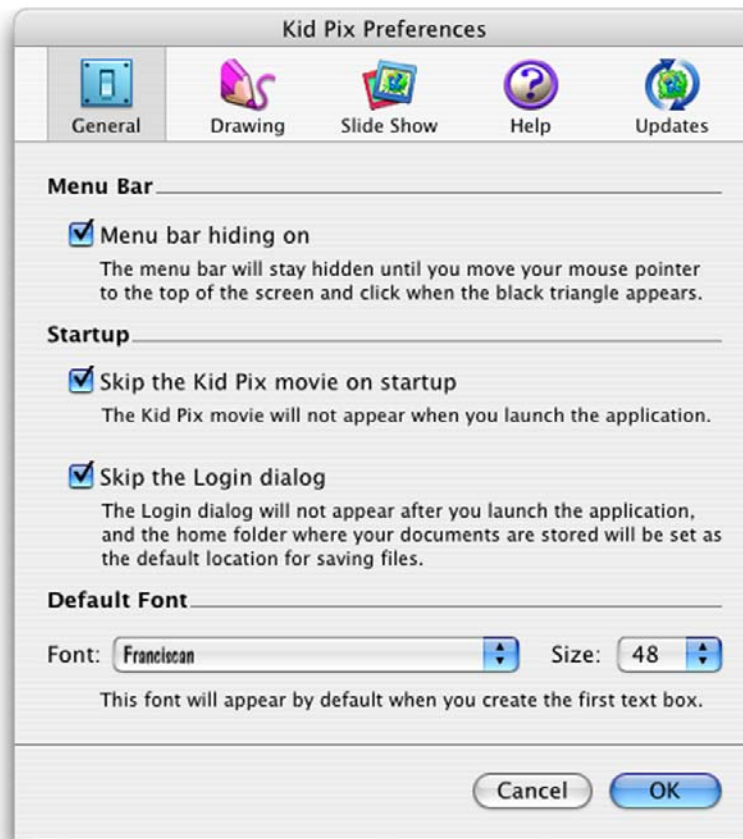 Kid Pix Preferences
General Drawing Slide Show Help Updates
Menu Bar
Menu bar hiding on
The menu bar will stay hidden until you move your mouse pointer
to the top of the screen and click when the black triangle appears.
Startup
Skip the Kid Pix movie on startup
The Kid Pix movie will not appear when you launch the application.
Skip the Login dialog
The Login dialog will not appear after you launch the application,
and the home folder where your documents are stored will be set as
the default location for saving files.
Default Font
Font: Franciscan Size: 48
This font will appear by default when you create the first text box.
Cancel OK